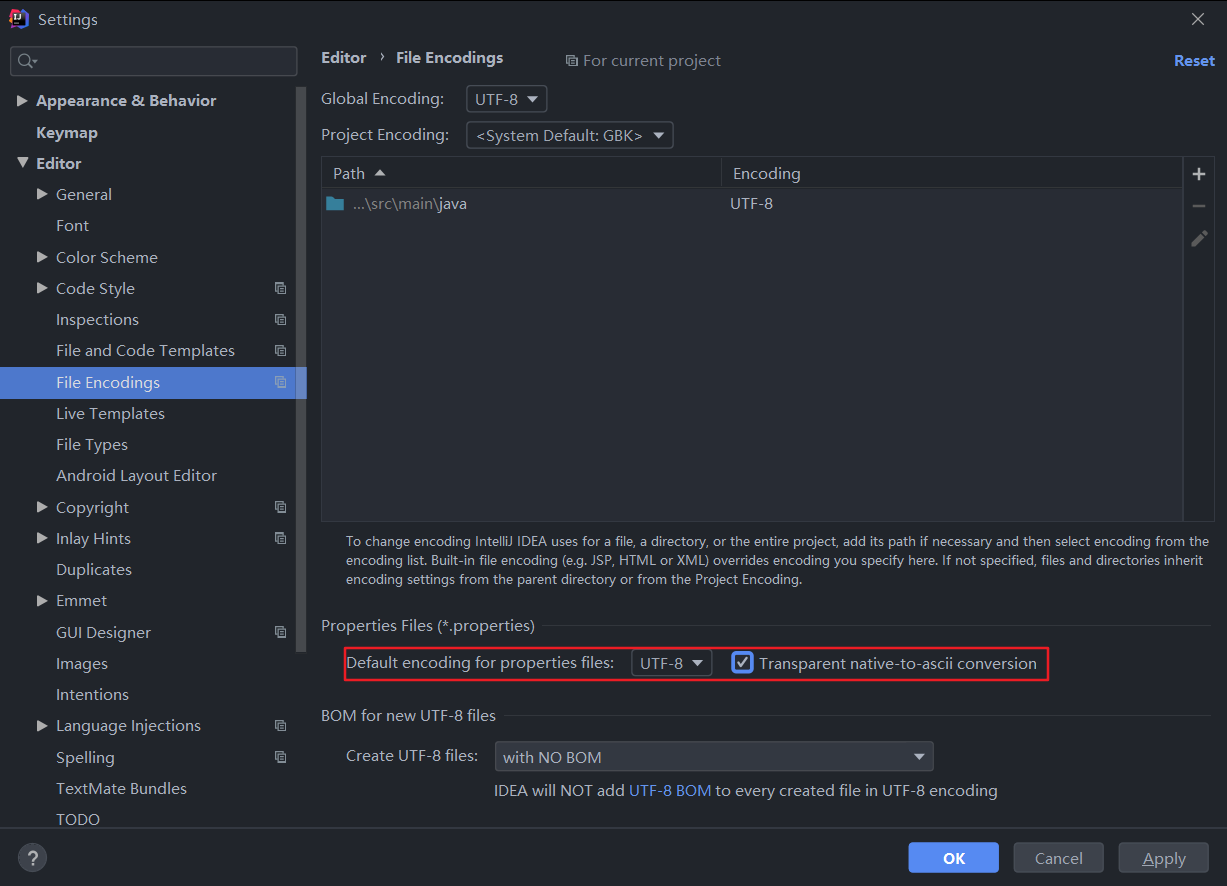 Settings
Editor › File Encodings
For current project
Reset
Appearance & Behavior
Keymap
Editor
General
Font
Color Scheme
Code Style
Inspections
File and Code Templates
File Encodings
Live Templates
File Types
Android Layout Editor
Copyright
Inlay Hints
Duplicates
Emmet
GUI Designer
Images
Intentions
Language Injections
Spelling
TextMate Bundles
TODO
Global Encoding: UTF-8
Project Encoding: <System Default: GBK>
Path Encoding
...\src\main\java UTF-8
To change encoding IntelliJ IDEA uses for a file, a directory, or the entire project, add its path if necessary and then select encoding from the
encoding list. Built-in file encoding (e.g. JSP, HTML or XML) overrides encoding you specify here. If not specified, files and directories inherit
encoding settings from the parent directory or from the Project Encoding.
Properties Files (*.properties)
Default encoding for properties files: UTF-8 Transparent native-to-ascii conversion
BOM for new UTF-8 files
Create UTF-8 files: with NO BOM
IDEA will NOT add UTF-8 BOM to every created file in UTF-8 encoding
?
OK Cancel Apply